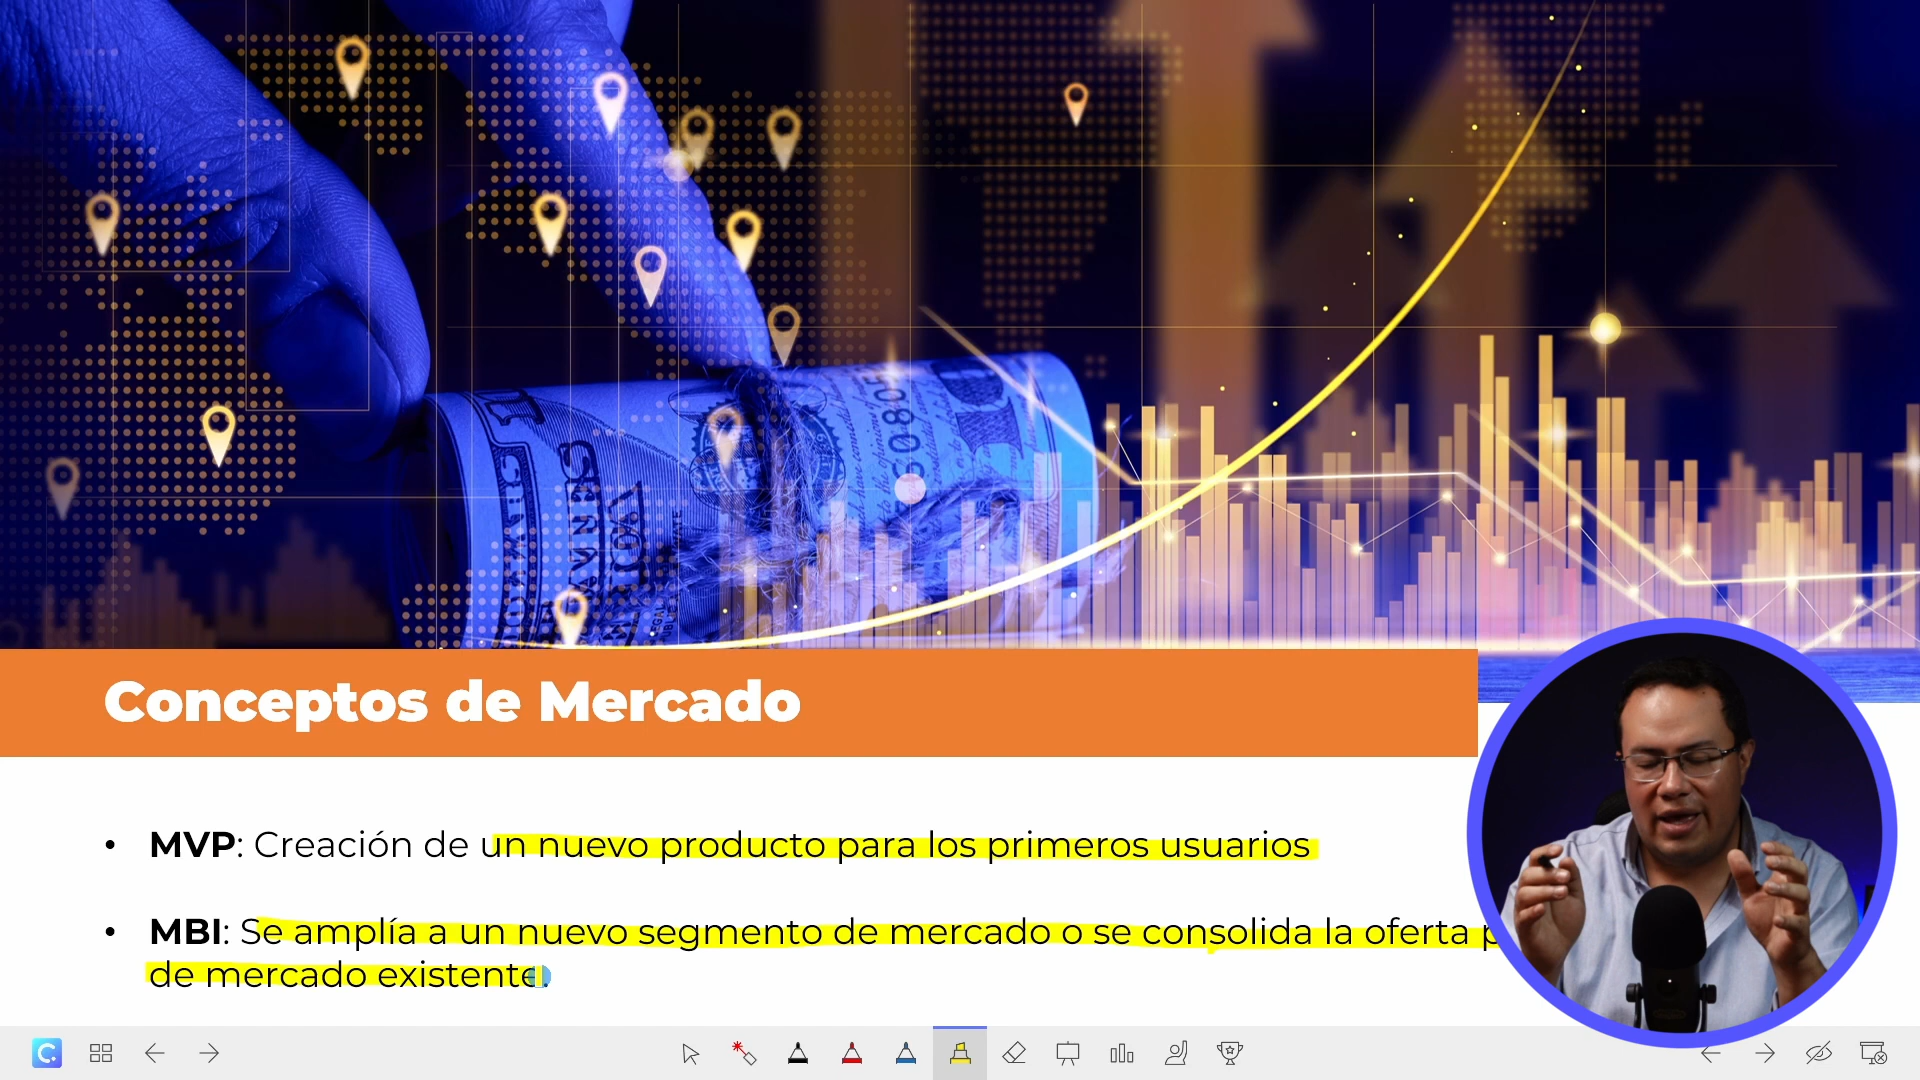 Conceptos de Mercado
• MVP: Creación de un nuevo producto para los primeros usuarios
• MBI: Se amplía a un nuevo segmento de mercado o se consolida la oferta
de mercado existente.